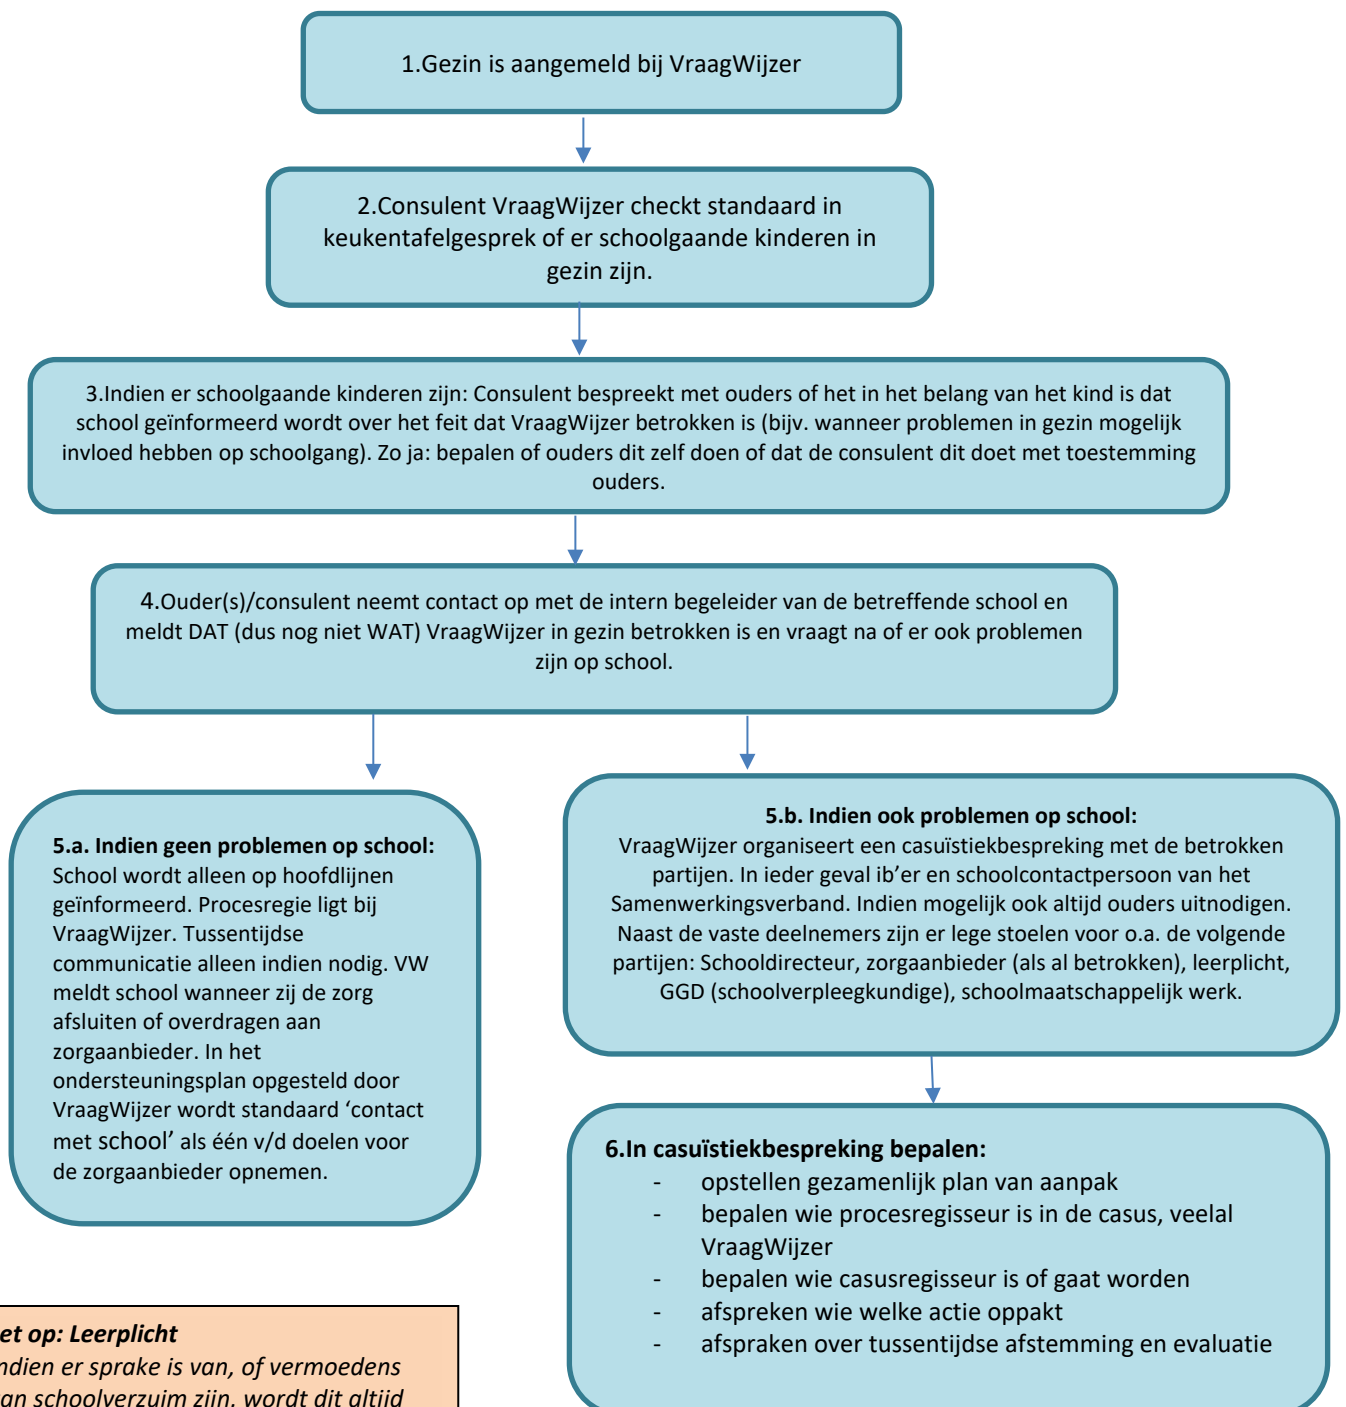 1.Gezin is aangemeld bij VraagWijzer
2.Consulent VraagWijzer checkt standaard in
keukentafelgesprek of er schoolgaande kinderen in
gezin zijn.
3.Indien er schoolgaande kinderen zijn: Consulent bespreekt met ouders of het in het belang van het kind is dat
school geïnformeerd wordt over het feit dat VraagWijzer betrokken is (bijv. wanneer problemen in gezin mogelijk
invloed hebben op schoolgang). Zo ja: bepalen of ouders dit zelf doen of dat de consulent dit doet met toestemming
ouders.
4.Ouder(s)/consulent neemt contact op met de intern begeleider van de betreffende school en
meldt DAT (dus nog niet WAT) VraagWijzer in gezin betrokken is en vraagt na of er ook problemen
zijn op school.
5.a. Indien geen problemen op school:
School wordt alleen op hoofdlijnen
geïnformeerd. Procesregie ligt bij
VraagWijzer. Tussentijdse
communicatie alleen indien nodig. VW
meldt school wanneer zij de zorg
afsluiten of overdragen aan
zorgaanbieder. In het
ondersteuningsplan opgesteld door
VraagWijzer wordt standaard ‘contact
met school’ als één v/d doelen voor
de zorgaanbieder opnemen.
5.b. Indien ook problemen op school:
VraagWijzer organiseert een casuïstiekbespreking met de betrokken
partijen. In ieder geval ib’er en schoolcontactpersoon van het
Samenwerkingsverband. Indien mogelijk ook altijd ouders uitnodigen.
Naast de vaste deelnemers zijn er lege stoelen voor o.a. de volgende
partijen: Schooldirecteur, zorgaanbieder (als al betrokken), leerplicht,
GGD (schoolverpleegkundige), schoolmaatschappelijk werk.
6.In casuïstiekbespreking bepalen:
- opstellen gezamenlijk plan van aanpak
- bepalen wie procesregisseur is in de casus, veelal
VraagWijzer
- bepalen wie casusregisseur is of gaat worden
- afspreken wie welke actie oppakt
- afspraken over tussentijdse afstemming en evaluatie
et op: Leerplicht
ndien er sprake is van, of vermoedens
an schoolverzuim zijn, wordt dit altijd